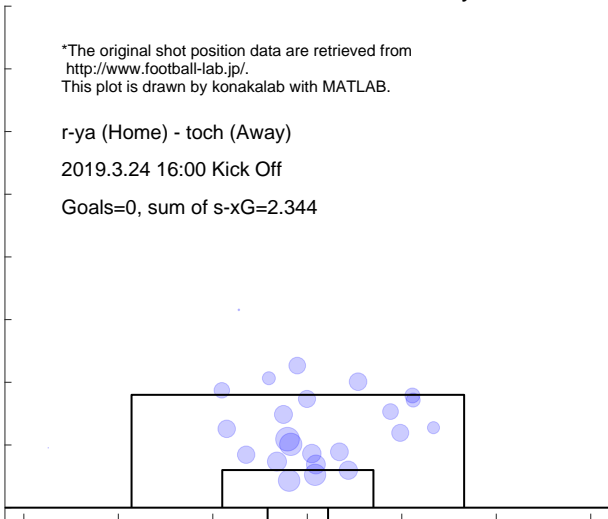 *The original shot position data are retrieved from
http://www.football-lab.jp/.
This plot is drawn by konakalab with MATLAB.
r-ya (Home) - toch (Away)
2019.3.24 16:00 Kick Off
Goals=0, sum of s-xG=2.344